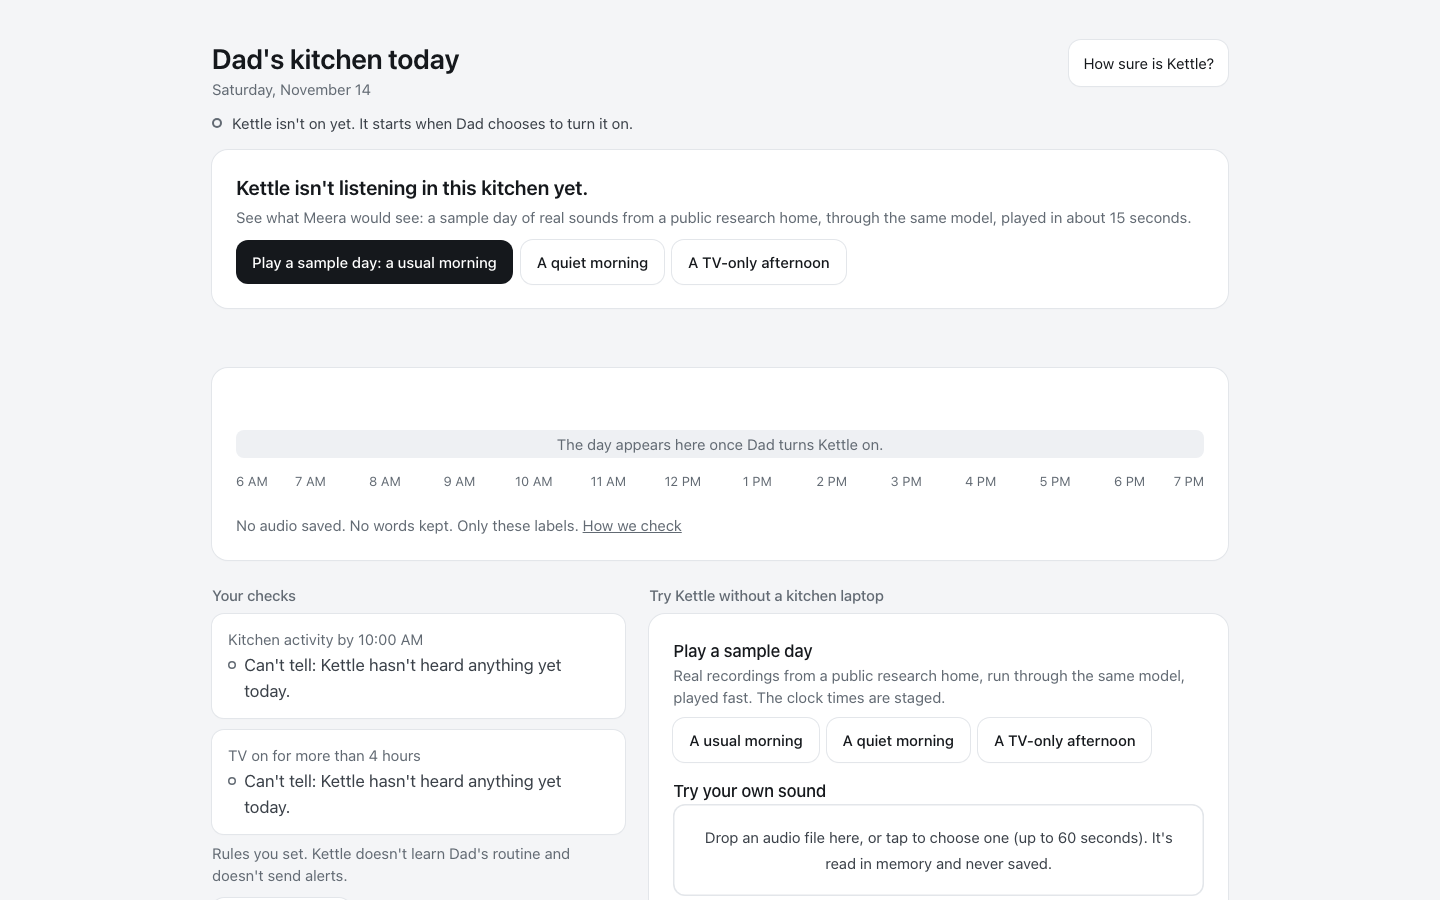 Dad's kitchen today
How sure is Kettle?
Saturday, November 14
Kettle isn't on yet. It starts when Dad chooses to turn it on.
Kettle isn't listening in this kitchen yet.
See what Meera would see: a sample day of real sounds from a public research home, through the same model, played in about 15 seconds.
Play a sample day: a usual morning
A quiet morning
A TV-only afternoon
The day appears here once Dad turns Kettle on.
6 AM 7 AM 8 AM 9 AM 10 AM 11 AM 12 PM 1 PM 2 PM 3 PM 4 PM 5 PM 6 PM 7 PM
No audio saved. No words kept. Only these labels. How we check
Your checks
Kitchen activity by 10:00 AM
Can't tell: Kettle hasn't heard anything yet
today.
TV on for more than 4 hours
Can't tell: Kettle hasn't heard anything yet
today.
Rules you set. Kettle doesn't learn Dad's routine and
doesn't send alerts.
Try Kettle without a kitchen laptop
Play a sample day
Real recordings from a public research home, run through the same model,
played fast. The clock times are staged.
A usual morning
A quiet morning
A TV-only afternoon
Try your own sound
Drop an audio file here, or tap to choose one (up to 60 seconds). It's
read in memory and never saved.